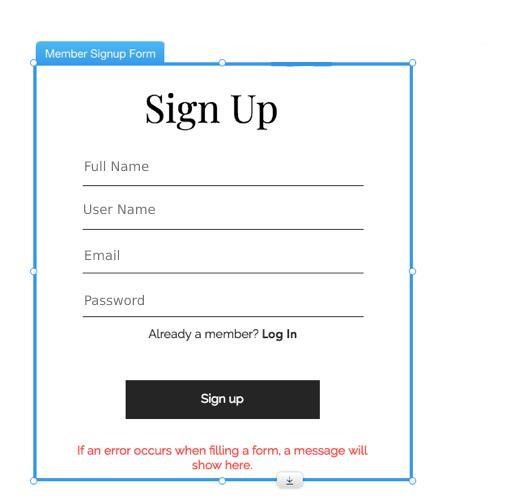 Member Signup Form
Sign Up
Full Name
User Name
Email
Password
Already a member? Log In
Sign up
If an error occurs when filling a form, a message will
show here.